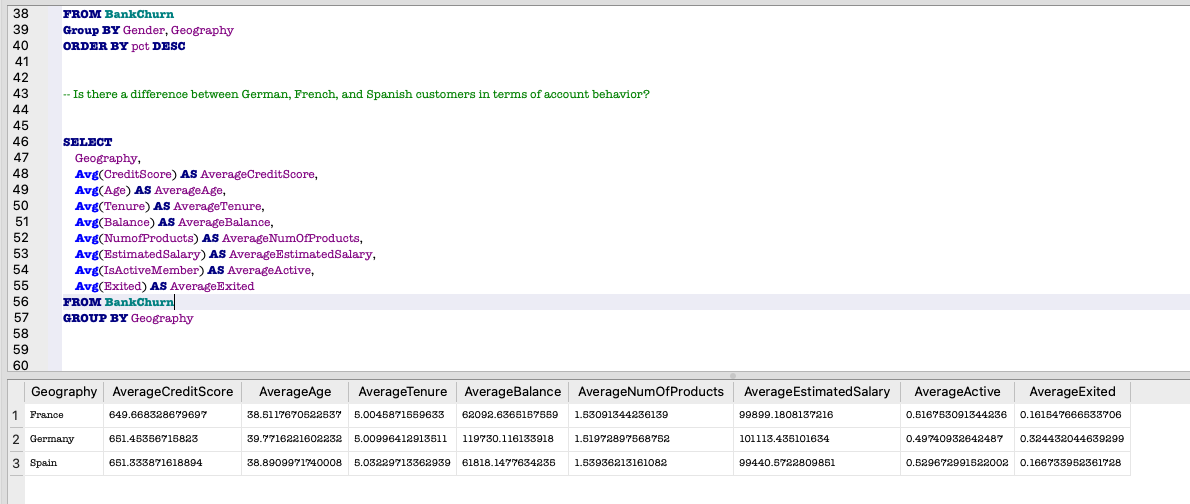 38 FROM BankChurn
39 Group BY Gender, Geography
40 ORDER BY pct DESC
41
42
43 -- Is there a difference between German, French, and Spanish customers in terms of account behavior?
44
45
46 SELECT
47 Geography,
48 Avg(CreditScore) AS AverageCreditScore,
49 Avg(Age) AS AverageAge,
50 Avg(Tenure) AS AverageTenure,
51 Avg(Balance) AS AverageBalance,
52 Avg(NumofProducts) AS AverageNumOfProducts,
53 Avg(EstimatedSalary) AS AverageEstimatedSalary,
54 Avg(IsActiveMember) AS AverageActive,
55 Avg(Exited) AS AverageExited
56 FROM BankChurn
57 GROUP BY Geography
58
59
60
Geography AverageCreditScore AverageAge AverageTenure AverageBalance AverageNumOfProducts AverageEstimatedSalary AverageActive AverageExited
1 France 649.668328679697 38.5117670522537 5.0045871559633 62092.6365157559 1.53091344236139 99899.1808137216 0.516753091344236 0.161547666533706
2 Germany 651.45356715823 39.7716221602232 5.00996412913511 119730.116133918 1.51972897568752 101113.435101634 0.49740932642487 0.324432044639299
3 Spain 651.333871618894 38.8909971740008 5.03229713362939 61818.1477634235 1.53936213161082 99440.5722809851 0.529672991522002 0.166733952361728